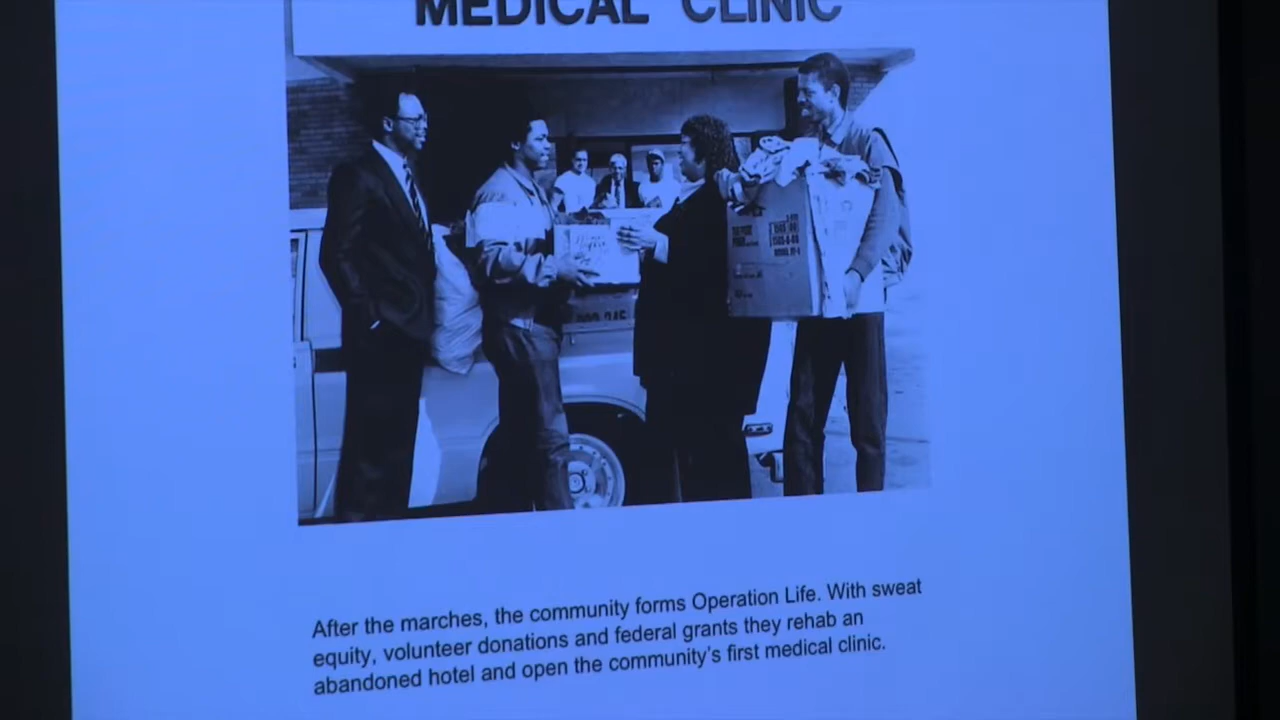 MEDICAL CLINIC
After the marches, the community forms Operation Life. With sweat
equity, volunteer donations and federal grants they rehab an
abandoned hotel and open the community's first medical clinic.